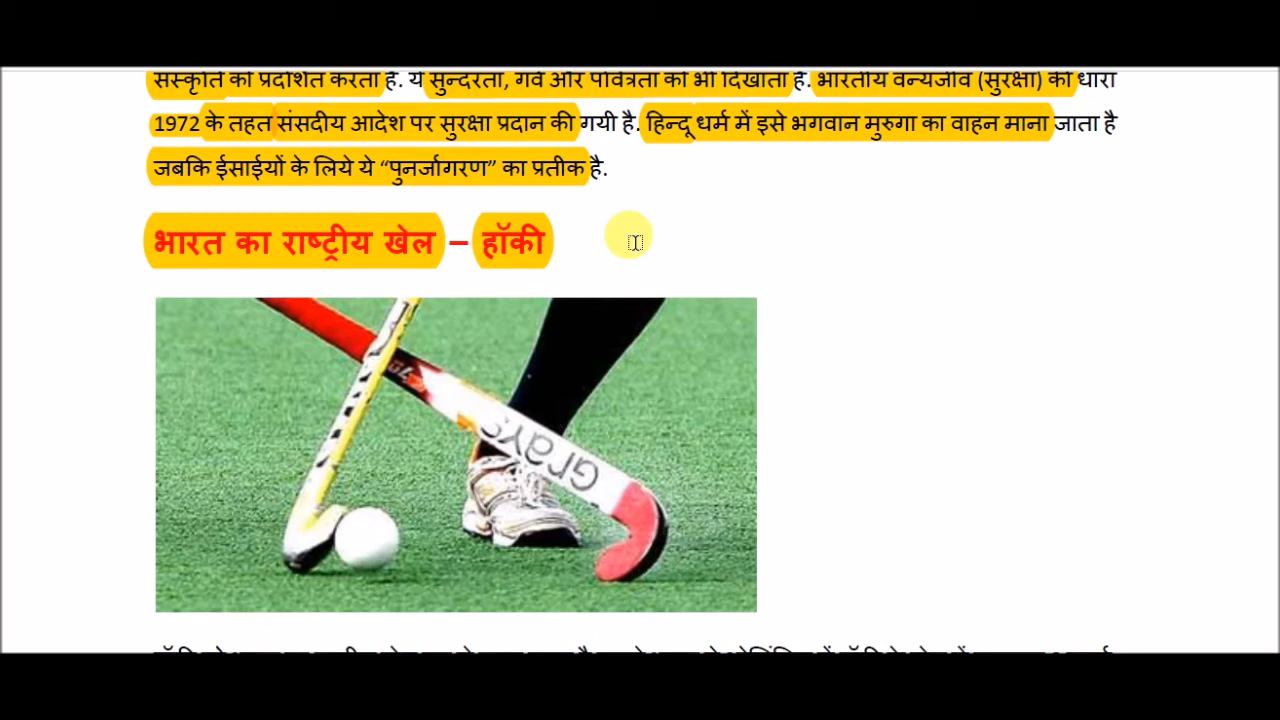 संस्कृति को प्रदर्शित करता है. ये सुन्दरता, गर्व और पवित्रता को भी दिखाता है. भारतीय वन्यजीव (सुरक्षा) की धारा
1972 के तहत संसदीय आदेश पर सुरक्षा प्रदान की गयी है. हिन्दू धर्म में इसे भगवान मुरुगा का वाहन माना जाता है
जबकि ईसाईयों के लिये ये “पुनर्जागरण” का प्रतीक है.
भारत का राष्ट्रीय खेल – हॉकी
Grays